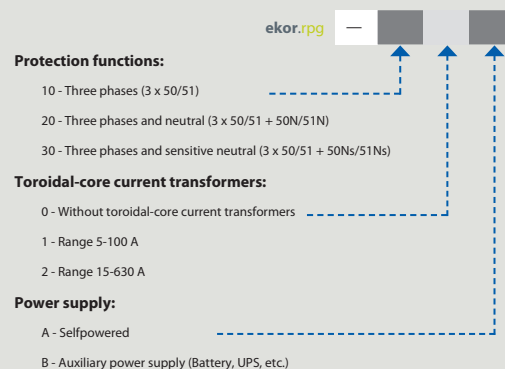 ekor.rpg —
Protection functions:
10 - Three phases (3 x 50/51)
20 - Three phases and neutral (3 x 50/51 + 50N/51N)
30 - Three phases and sensitive neutral (3 x 50/51 + 50Ns/51Ns)
Toroidal-core current transformers:
0 - Without toroidal-core current transformers
1 - Range 5-100 A
2 - Range 15-630 A
Power supply:
A - Selfpowered
B - Auxiliary power supply (Battery, UPS, etc.)